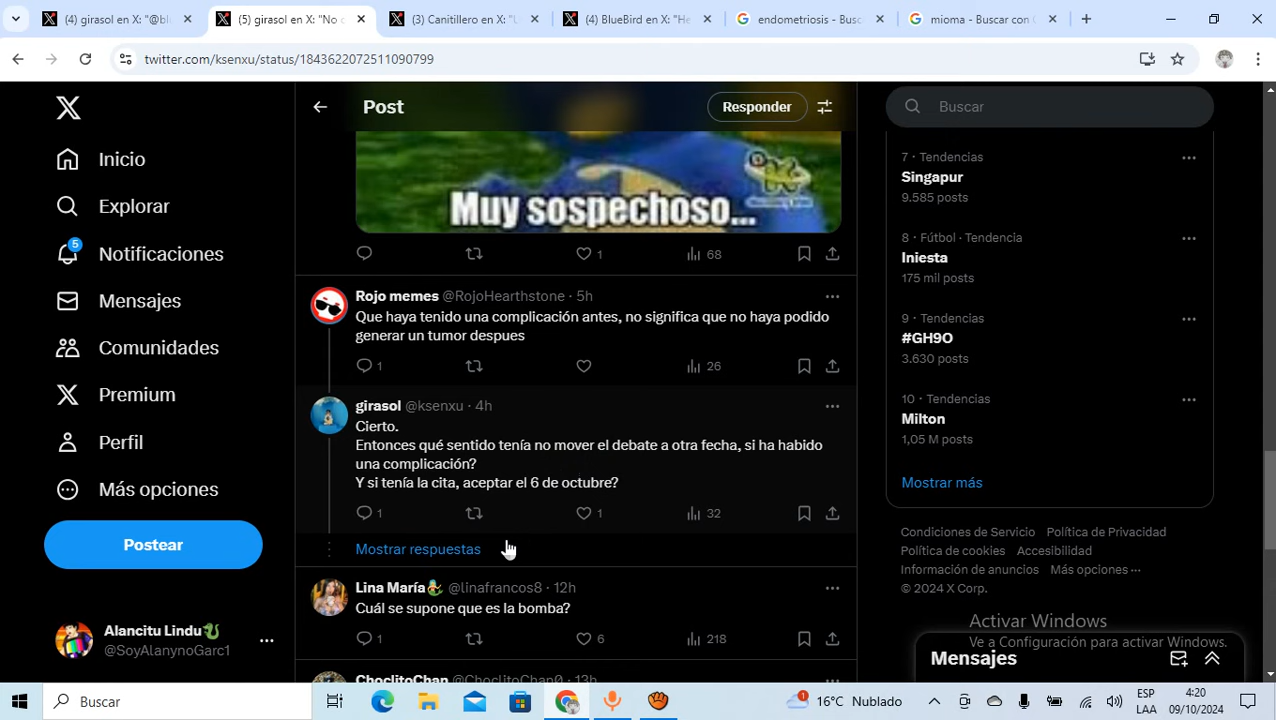 (4) girasol en X: "@bl
(5) girasol en X: "No
(3) Canitillero en X: "
(4) BlueBird en X: "He
endometriosis - Bus
mioma - Buscar con
twitter.com/ksenxu/status/1843622072511090799
X
Inicio
Explorar
5
Notificaciones
Mensajes
Comunidades
Premium
Perfil
Más opciones
Postear
Alancitu Lindu
@SoyAlanynoGarc1
Post
Responder
Muy sospechoso...
1
68
Rojo memes @RojoHearthstone · 5h
Que haya tenido una complicación antes, no significa que no haya podido
generar un tumor despues
1
26
girasol @ksenxu · 4h
Cierto.
Entonces qué sentido tenía no mover el debate a otra fecha, si ha habido
una complicación?
Y si tenía la cita, aceptar el 6 de octubre?
1
1
32
Mostrar respuestas
Lina María @linafrancos8 · 12h
Cuál se supone que es la bomba?
1
6
218
ChoclitoChan @ChoclitoChan0 · 13h
Buscar
7 · Tendencias
Singapur
9.585 posts
8 · Fútbol · Tendencia
Iniesta
175 mil posts
9 · Tendencias
#GH9O
3.630 posts
10 · Tendencias
Milton
1,05 M posts
Mostrar más
Condiciones de Servicio Política de Privacidad
Política de cookies Accesibilidad
Información de anuncios Más opciones ···
© 2024 X Corp.
Activar Windows
Ve a Configuración para activar Windows.
Mensajes
Buscar
1
16°C Nublado
ESP
LAA
4:20
09/10/2024